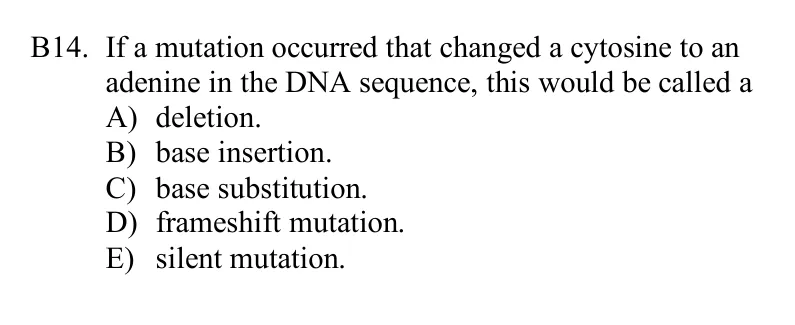 B14. If a mutation occurred that changed a cytosine to an
adenine in the DNA sequence, this would be called a
A) deletion.
B) base insertion.
C) base substitution.
D) frameshift mutation.
E) silent mutation.